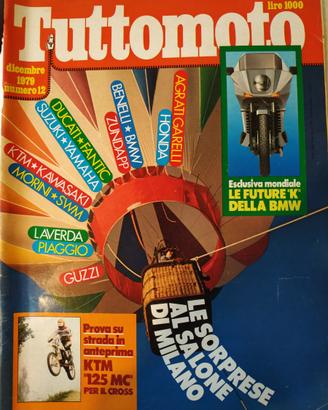 lire 1000
Tuttomoto
dicembre
1979
numero 12
AGRATI GARELLI
HONDA
BENELLI★BMW
ZUNDAPP
DUCATI★FANTIC
SUZUKI★YAMAHA
KTM★KAWASAKI
MORINI★SWM
LAVERDA
PIAGGIO
GUZZI
Esclusiva mondiale
LE FUTURE "K"
DELLA BMW
LE SORPRESE
AL SALONE
DI MILANO
Prova su
strada in
anteprima
KTM
"125 MC"
PER IL CROSS